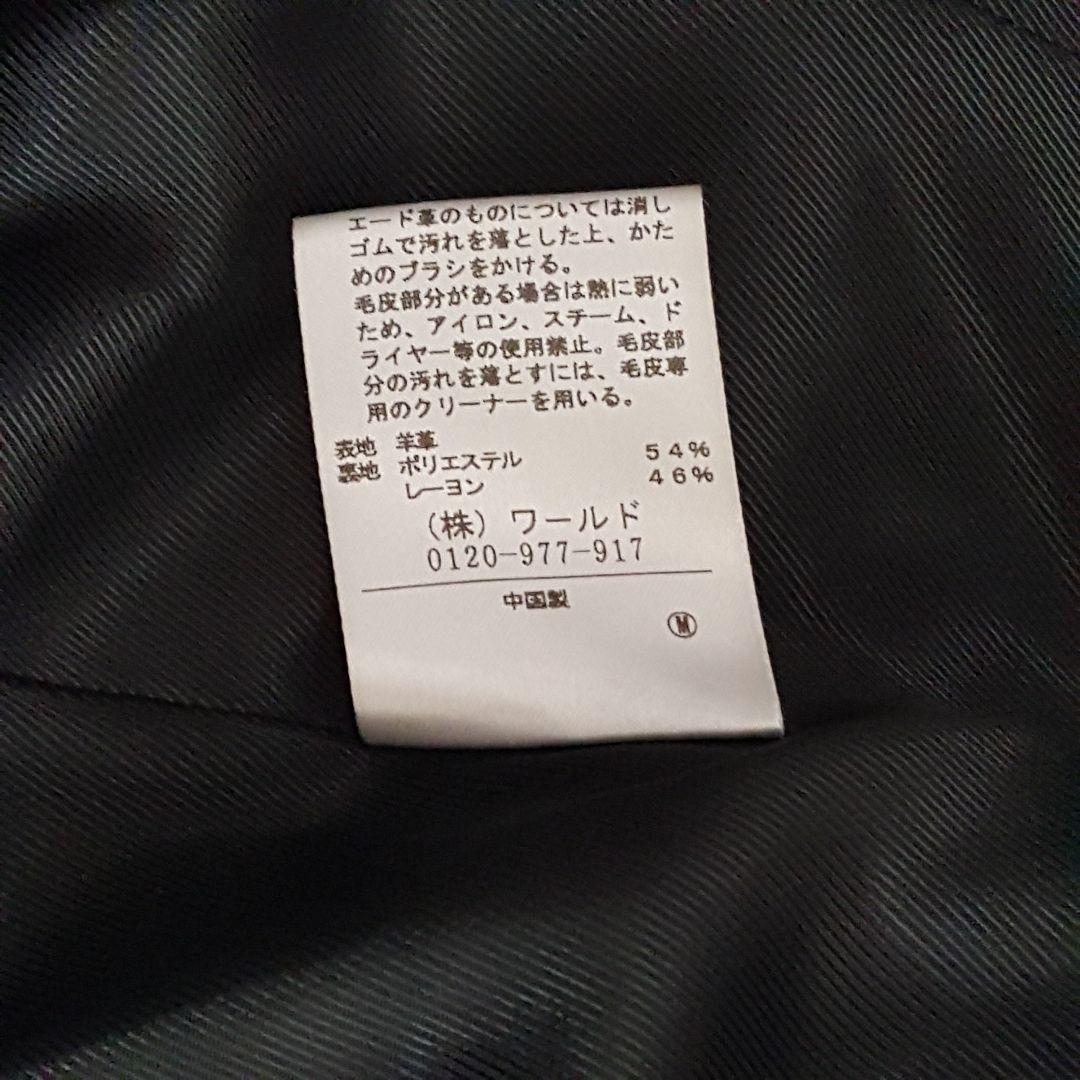 エード革のものについては消し
ゴムで汚れを落とした上、かた
めのブラシをかける。
毛皮部分がある場合は熱に弱い
ため、アイロン、スチーム、ド
ライヤー等の使用禁止。毛皮部
分の汚れを落とすには、毛皮専
用のクリーナーを用いる。
表地 羊革
裏地 ポリエステル 54%
レーヨン 46%
(株) ワールド
0120-977-917
中国製
Ⓜ